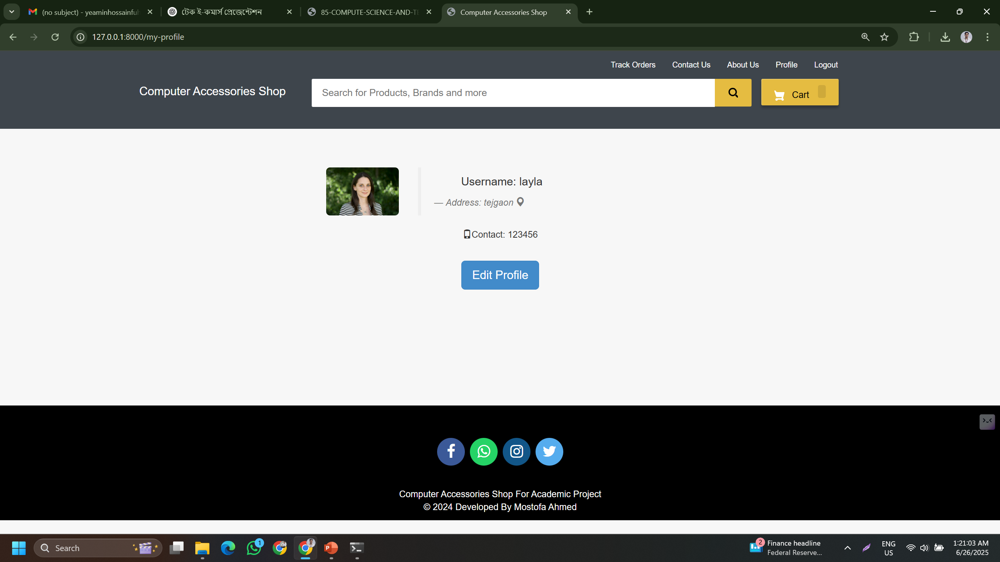 (no subject) - yeaminhossainfuh
টেক ই-কমার্স প্রেজেন্টেশন
85-COMPUTE-SCIENCE-AND-TE
Computer Accessories Shop
127.0.0.1:8000/my-profile
Track Orders Contact Us About Us Profile Logout
Computer Accessories Shop
Search for Products, Brands and more
Cart
Username: layla
— Address: tejgaon
Contact: 123456
Edit Profile
Computer Accessories Shop For Academic Project
© 2024 Developed By Mostofa Ahmed
Search
1
2
Finance headline
Federal Reserve...
ENG
US
1:21:03 AM
6/26/2025